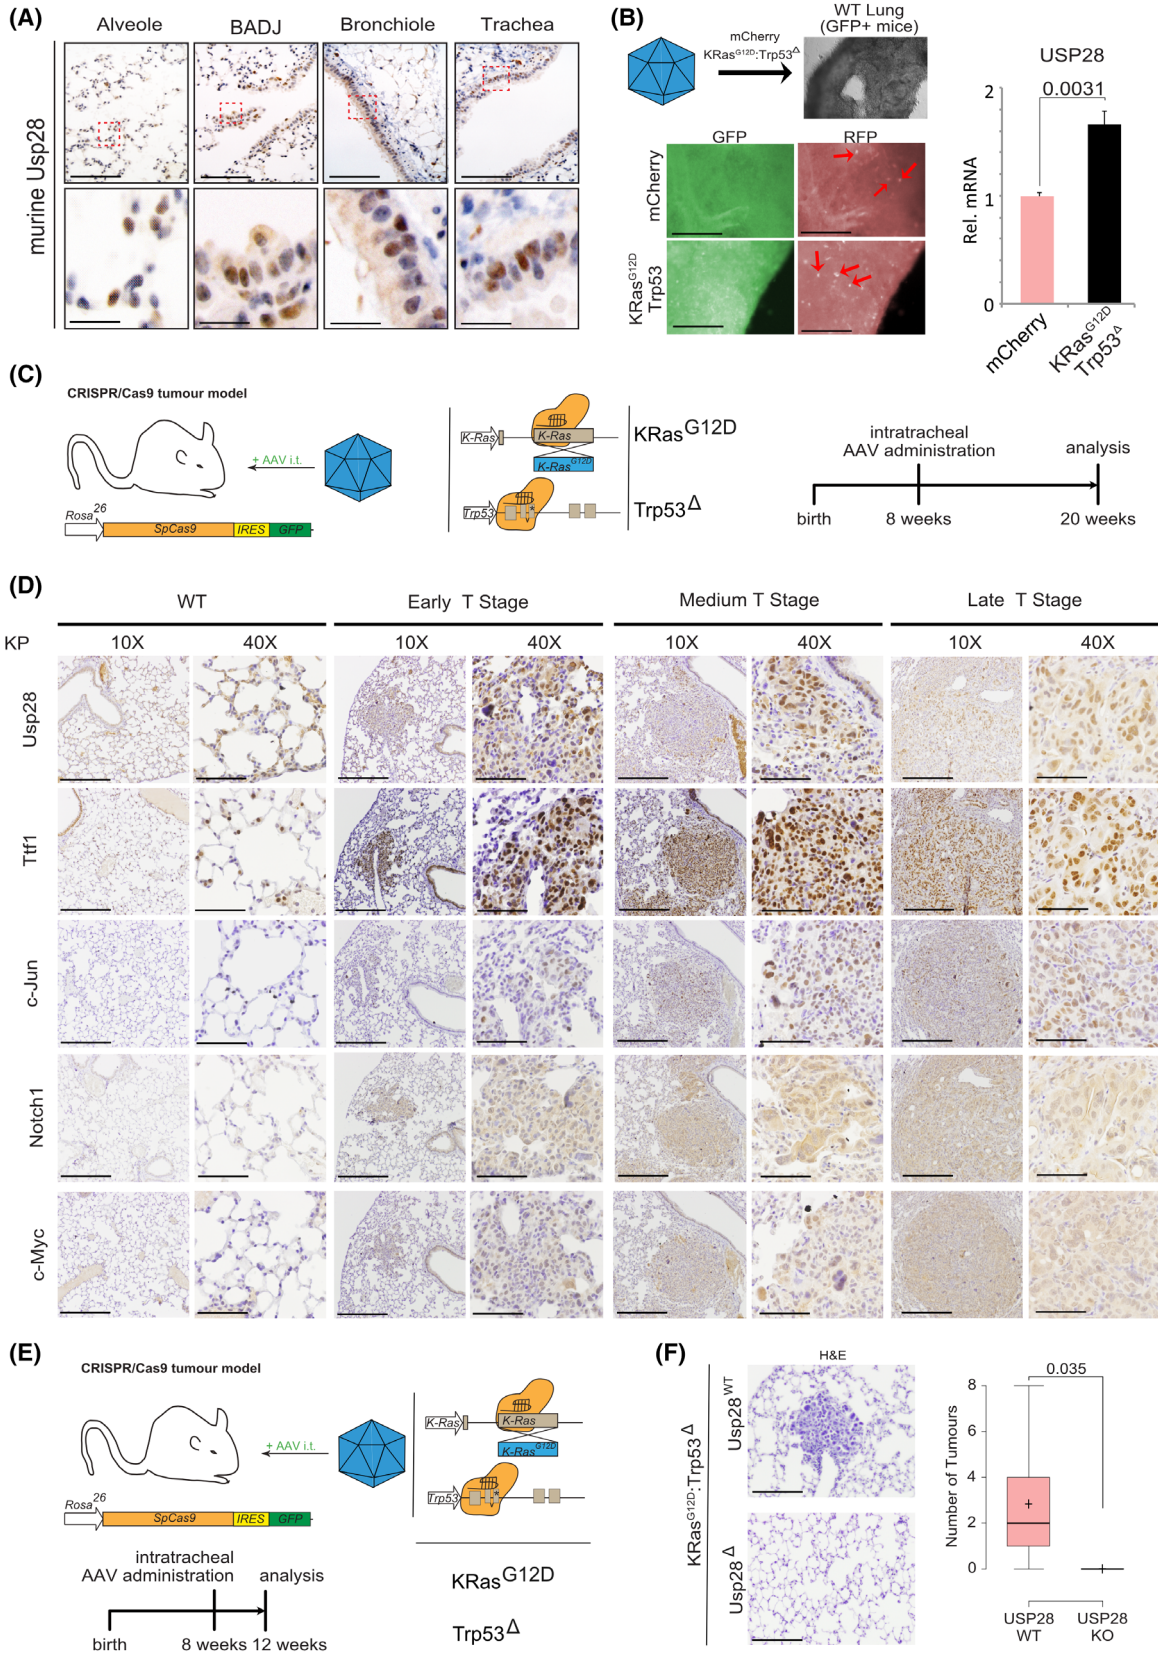 (A)
Alveole
BADJ
Bronchiole
Trachea
murine Usp28
(B)
mCherry
KRasG12D:Trp53Δ
WT Lung
(GFP+ mice)
GFP
RFP
mCherry
KRasG12D
Trp53
USP28
0.0031
2
1
0
Rel. mRNA
mCherry
KRasG12D
Trp53Δ
(C)
CRISPR/Cas9 tumour model
+ AAV i.t.
Rosa26
SpCas9
IRES
GFP
K-Ras
K-Ras
K-RasG12D
Trp53
*
KRasG12D
Trp53Δ
intratracheal
AAV administration
analysis
birth
8 weeks
20 weeks
(D)
WT
Early T Stage
Medium T Stage
Late T Stage
KP
10X
40X
10X
40X
10X
40X
10X
40X
Usp28
Ttf1
c-Jun
Notch1
c-Myc
(E)
CRISPR/Cas9 tumour model
+ AAV i.t.
Rosa26
SpCas9
IRES
GFP
K-Ras
K-Ras
K-RasG12D
Trp53
*
intratracheal
AAV administration
analysis
birth
8 weeks
12 weeks
KRasG12D
Trp53Δ
(F)
H&E
KRasG12D:Trp53Δ
Usp28WT
Usp28Δ
0.035
8
6
4
2
0
Number of Tumours
USP28
WT
USP28
KO